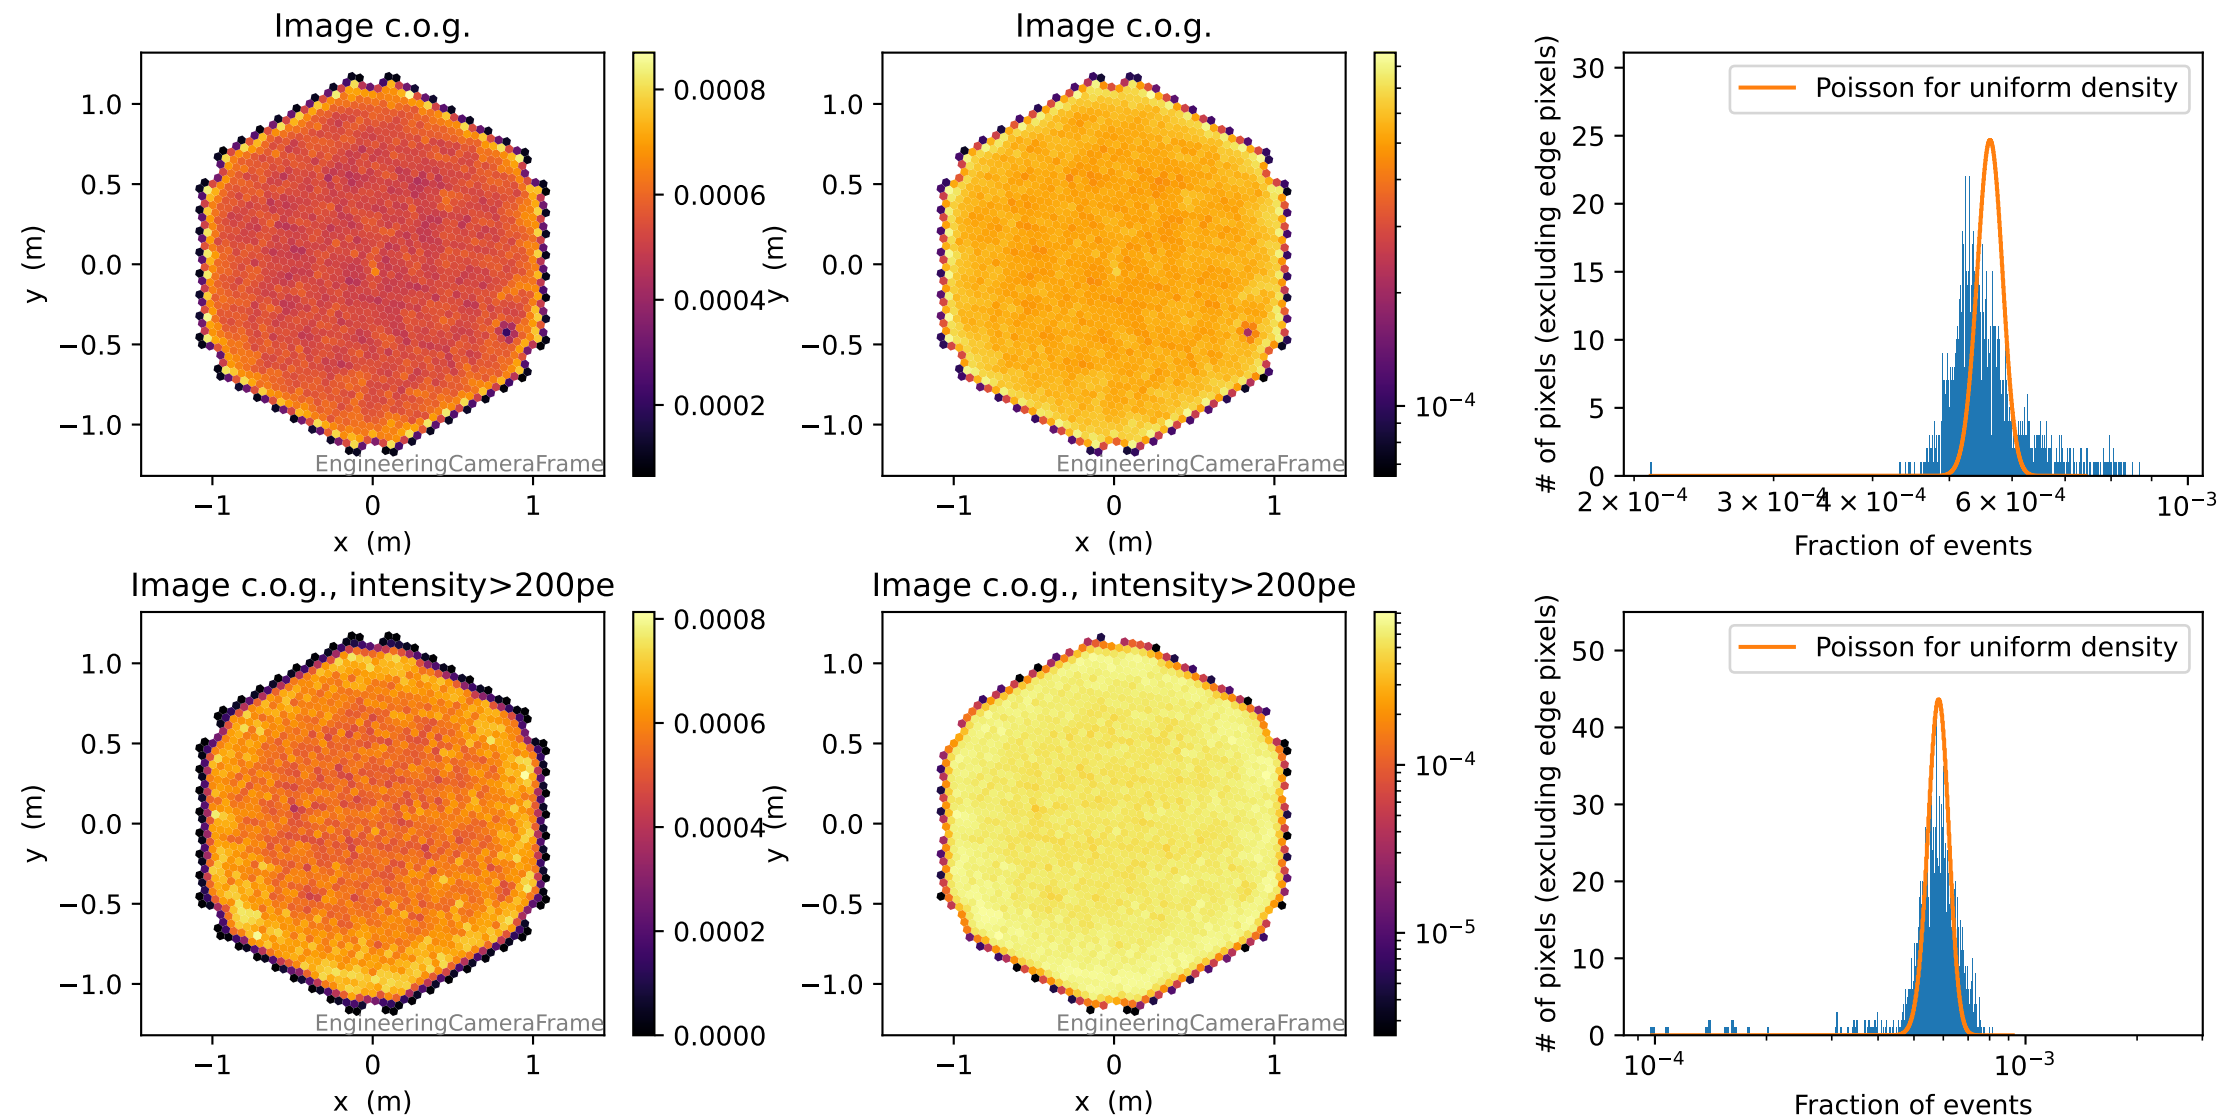 Image c.o.g.
y (m)
1.0
0.5
0.0
−0.5
−1.0
−1 0 1
x (m)
EngineeringCameraFrame
0.0008
0.0006
0.0004
0.0002
Image c.o.g.
y (m)
1.0
0.5
0.0
−0.5
−1.0
−1 0 1
x (m)
EngineeringCameraFrame
10⁻⁴
# of pixels (excluding edge pixels)
30
25
20
15
10
5
0
Poisson for uniform density
2 × 10⁻⁴ 3 × 10⁻⁴ 4 × 10⁻⁴ 6 × 10⁻⁴ 10⁻³
Fraction of events
Image c.o.g., intensity>200pe
y (m)
1.0
0.5
0.0
−0.5
−1.0
−1 0 1
x (m)
EngineeringCameraFrame
0.0008
0.0006
0.0004
0.0002
0.0000
Image c.o.g., intensity>200pe
y (m)
1.0
0.5
0.0
−0.5
−1.0
−1 0 1
x (m)
EngineeringCameraFrame
10⁻⁴
10⁻⁵
# of pixels (excluding edge pixels)
50
40
30
20
10
0
Poisson for uniform density
10⁻⁴ 10⁻³
Fraction of events